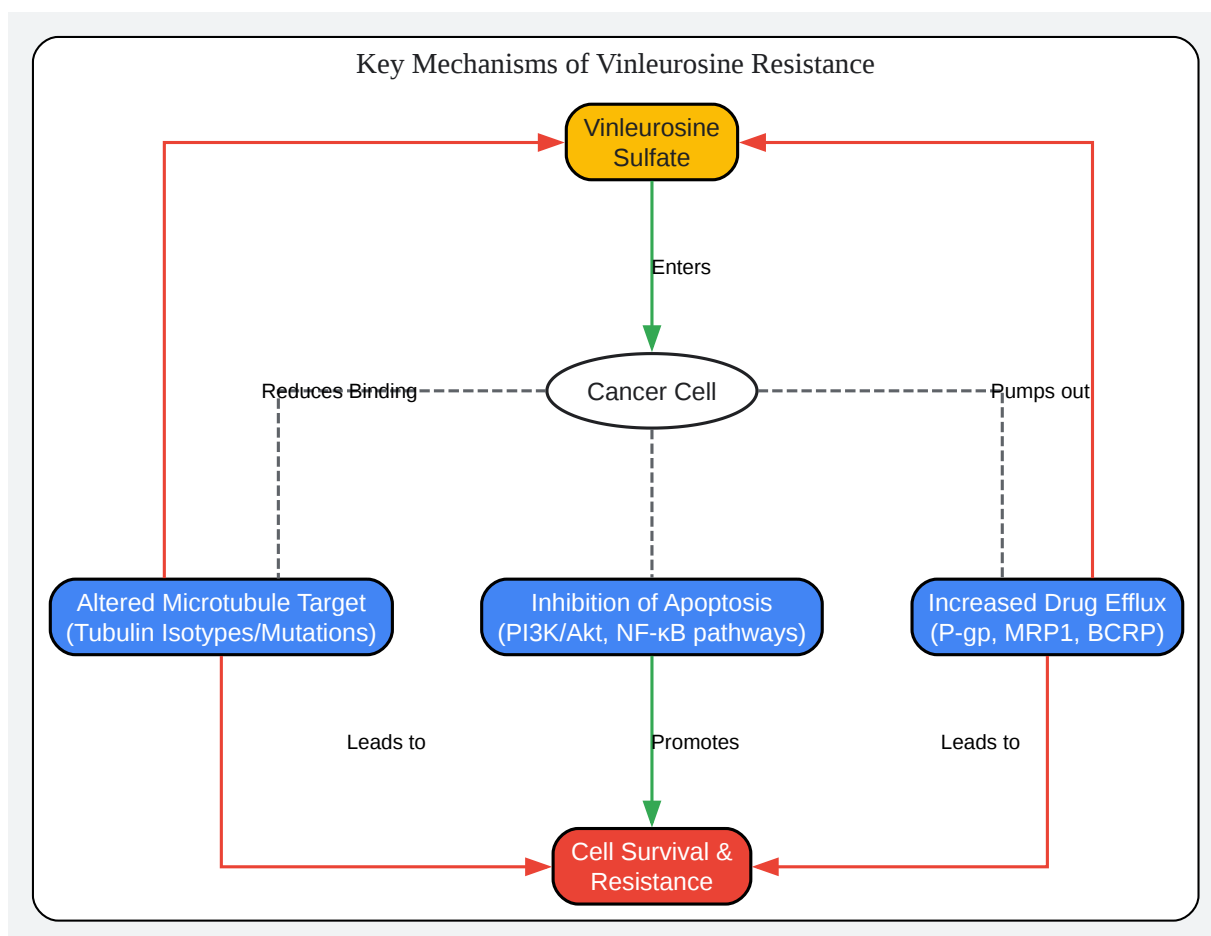 Key Mechanisms of Vinleurosine Resistance
Vinleurosine
Sulfate
Enters
Reduces Binding
Cancer Cell
Pumps out
Altered Microtubule Target
(Tubulin Isotypes/Mutations)
Inhibition of Apoptosis
(PI3K/Akt, NF-κB pathways)
Increased Drug Efflux
(P-gp, MRP1, BCRP)
Leads to
Promotes
Leads to
Cell Survival &
Resistance